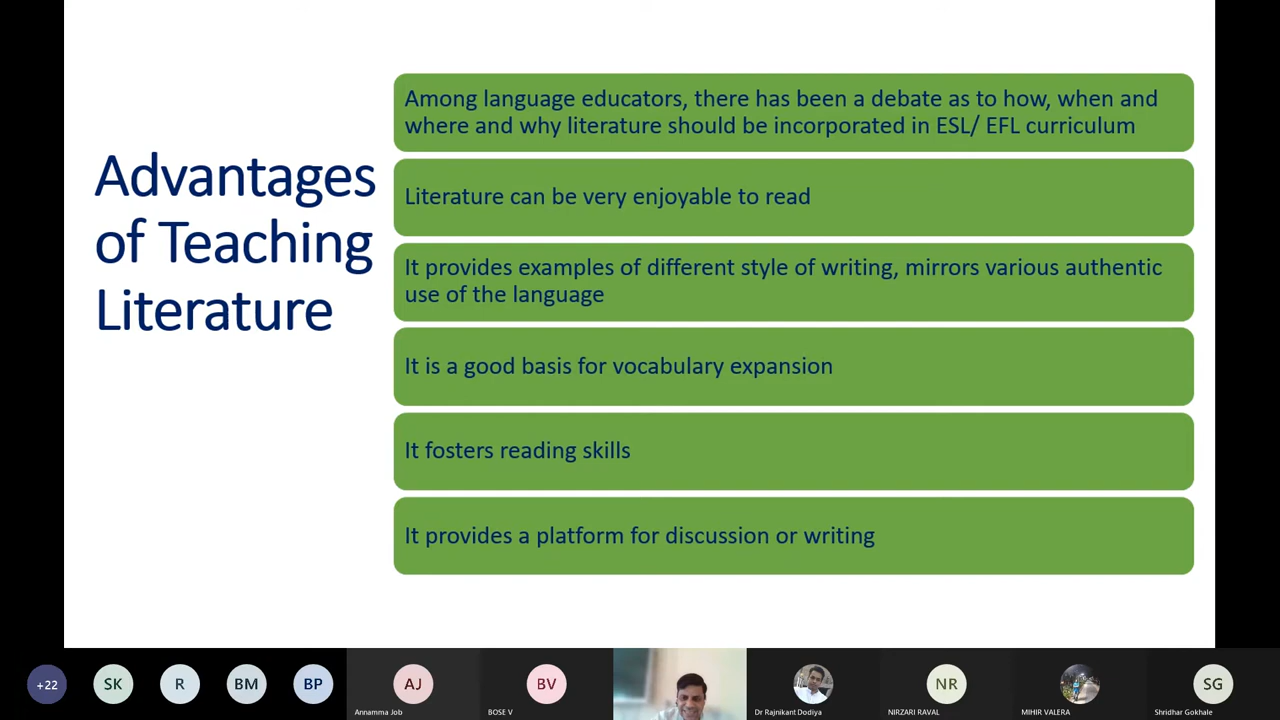 Advantages
of Teaching
Literature
Among language educators, there has been a debate as to how, when and
where and why literature should be incorporated in ESL/ EFL curriculum
Literature can be very enjoyable to read
It provides examples of different style of writing, mirrors various authentic
use of the language
It is a good basis for vocabulary expansion
It fosters reading skills
It provides a platform for discussion or writing
+22
SK
R
BM
BP
AJ
Annamma Job
BV
BOSE V
Dr Rajnikant Dodiya
NR
NIRZARI RAVAL
MIHIR VALERA
SG
Shridhar Gokhale